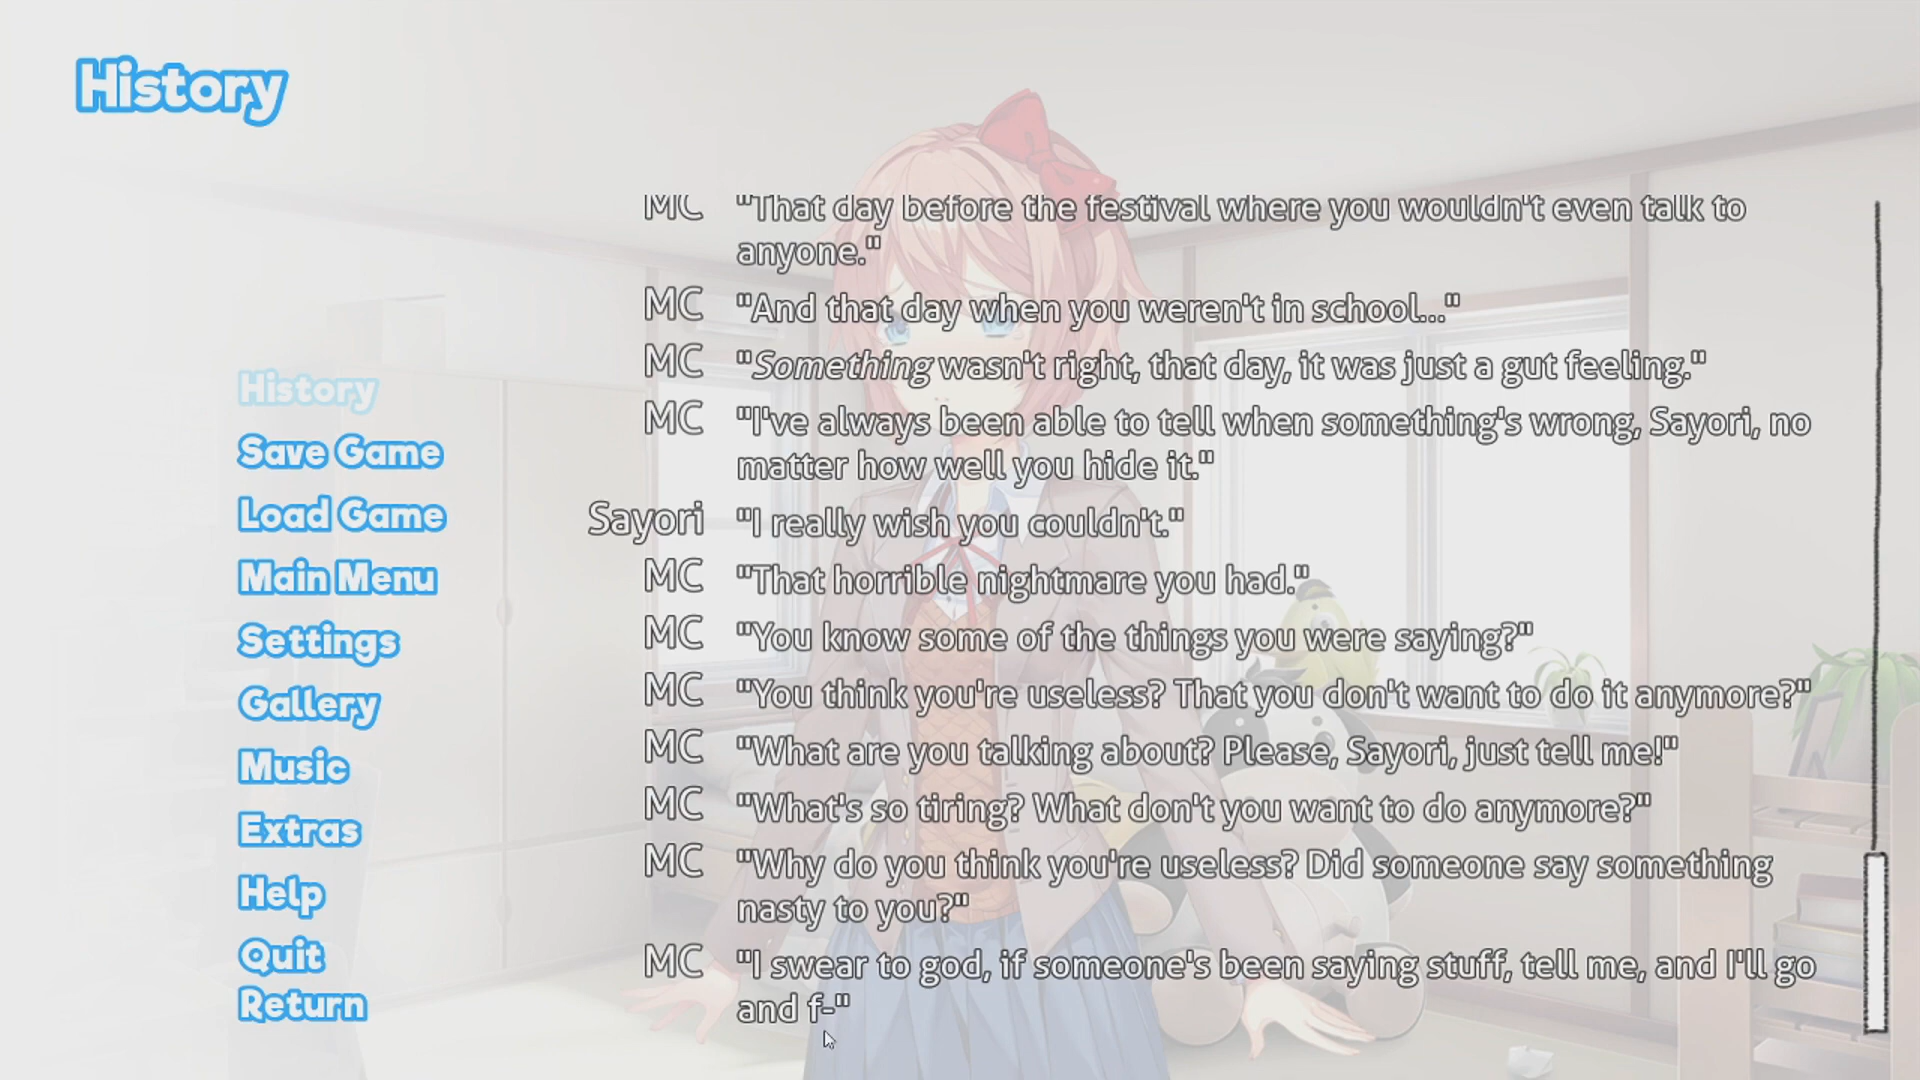 History
MC "That day before the festival where you wouldn't even talk to
anyone."
MC "And that day when you weren't in school..."
MC "Something wasn't right, that day, it was just a gut feeling."
MC "I've always been able to tell when something's wrong, Sayori, no
matter how well you hide it."
Sayori "I really wish you couldn't."
MC "That horrible nightmare you had."
MC "You know some of the things you were saying?"
MC "You think you're useless? That you don't want to do it anymore?"
MC "What are you talking about? Please, Sayori, just tell me!"
MC "What's so tiring? What don't you want to do anymore?"
MC "Why do you think you're useless? Did someone say something
nasty to you?"
MC "I swear to god, if someone's been saying stuff, tell me, and I'll go
and f-"
History
Save Game
Load Game
Main Menu
Settings
Gallery
Music
Extras
Help
Quit
Return